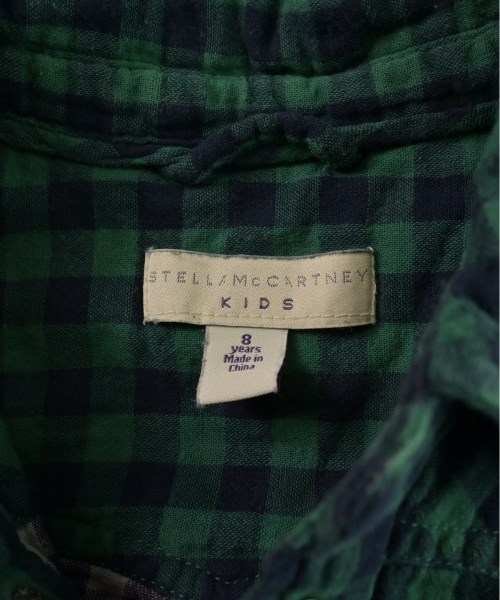 STELLA McCARTNEY
KIDS
8
years
Made in
China